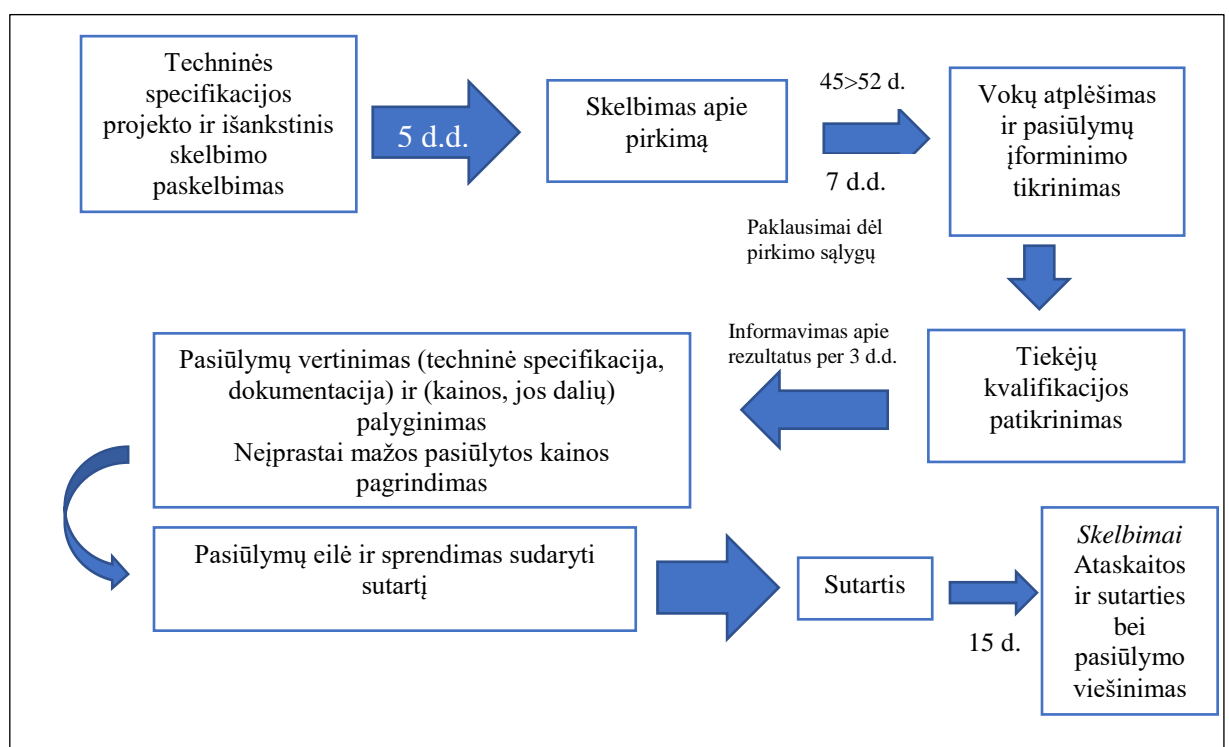 Techninės
specifikacijos
projekto ir išankstinis
skelbimo
paskelbimas
5 d.d.
Skelbimas apie
pirkimą
45>52 d.
7 d.d.
Paklausimai dėl
pirkimo sąlygų
Vokų atplėšimas
ir pasiūlymų
įforminimo
tikrinimas
Tiekėjų
kvalifikacijos
patikrinimas
Informavimas apie
rezultatus per 3 d.d.
Pasiūlymų vertinimas (techninė specifikacija,
dokumentacija) ir (kainos, jos dalių)
palyginimas
Neįprastai mažos pasiūlytos kainos
pagrindimas
Pasiūlymų eilė ir sprendimas sudaryti
sutartį
Sutartis
15 d.
Skelbimai
Ataskaitos
ir sutarties
bei
pasiūlymo
viešinimas